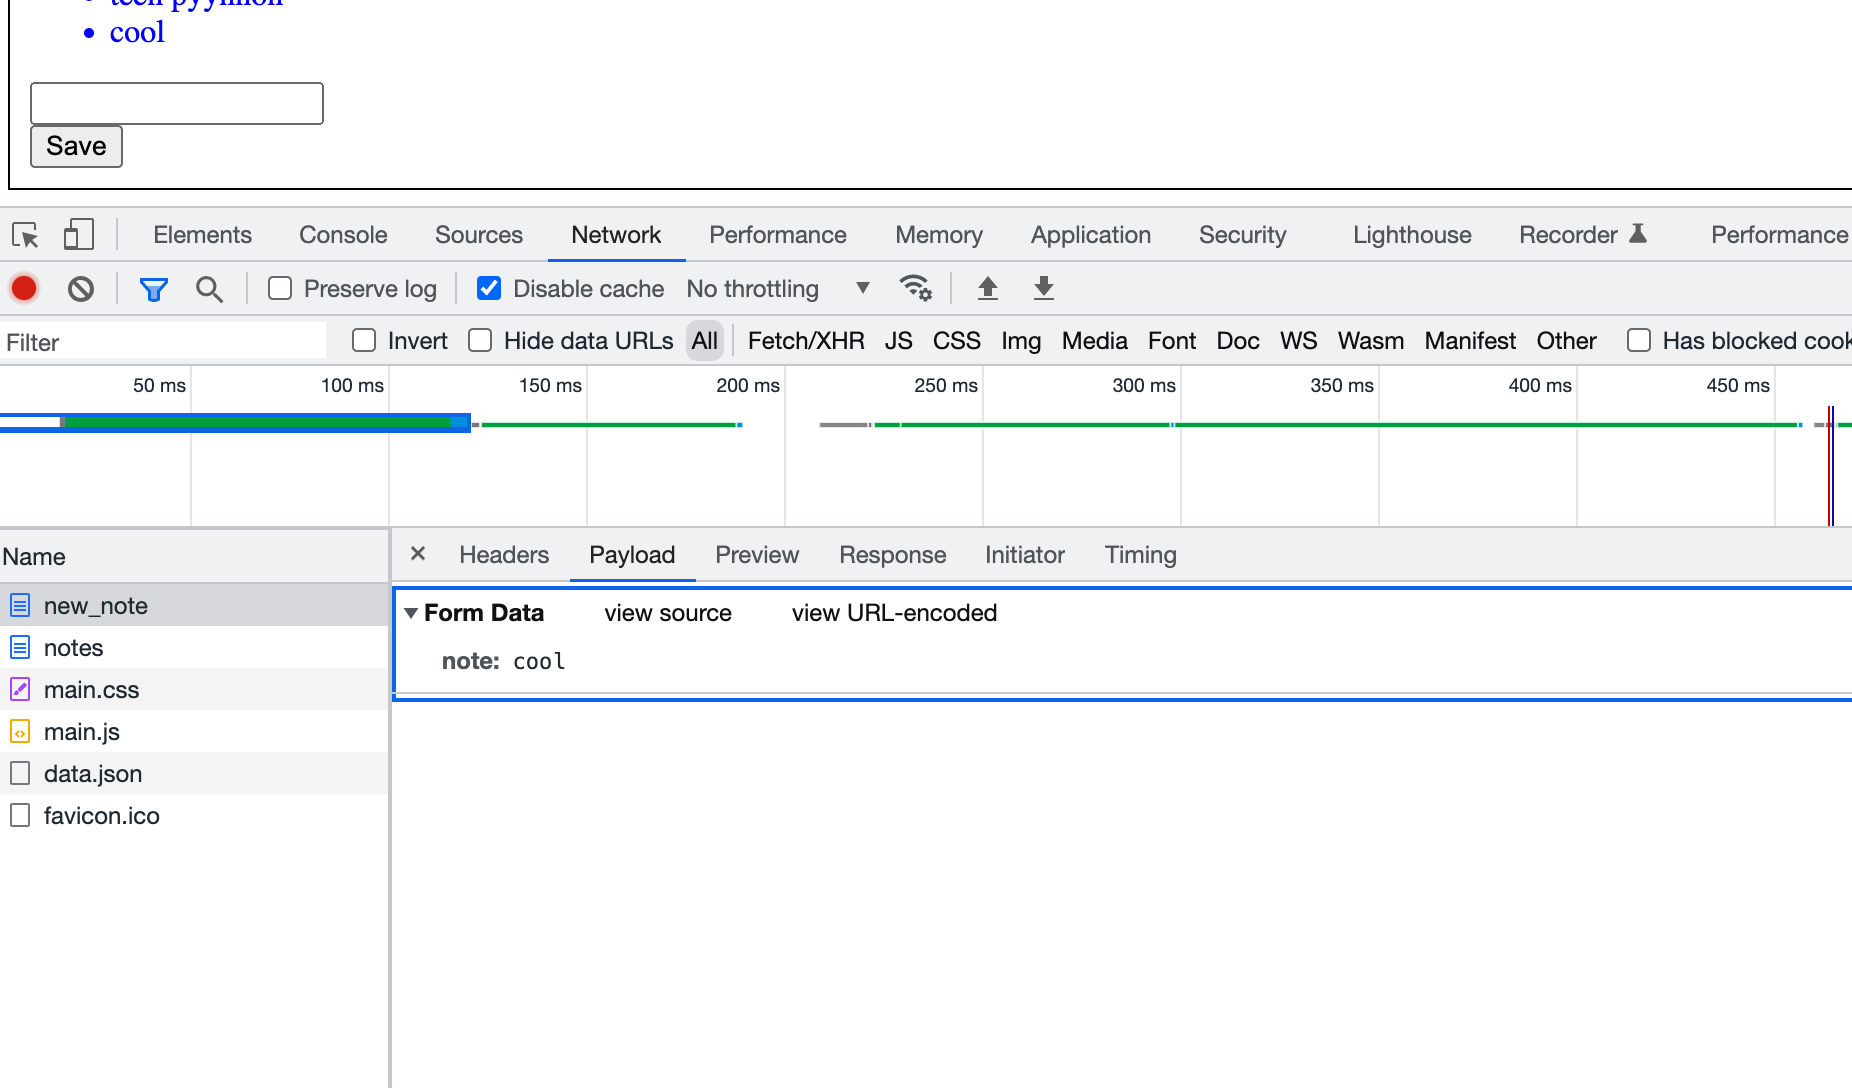 cool
Save
Elements Console Sources Network Performance Memory Application Security Lighthouse Recorder Performance
Preserve log Disable cache No throttling
Filter Invert Hide data URLs All Fetch/XHR JS CSS Img Media Font Doc WS Wasm Manifest Other Has blocked
50 ms 100 ms 150 ms 200 ms 250 ms 300 ms 350 ms 400 ms 450 ms
Name
× Headers Payload Preview Response Initiator Timing
new_note
notes
main.css
main.js
data.json
favicon.ico
Form Data view source view URL-encoded
note: cool